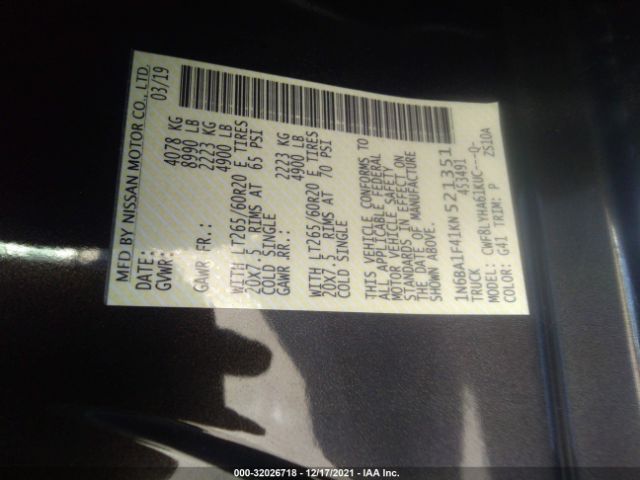 MFD BY NISSAN MOTOR CO., LTD.
DATE: 03/19
GVWR: 4078 KG
8990 LB
GAWR FR.: 2223 KG
4900 LB
WITH LT265/60R20 E TIRES
20X7.5 RIMS AT 65 PSI
COLD SINGLE
GAWR RR.: 2223 KG
4900 LB
WITH LT265/60R20 E TIRES
20X7.5 RIMS AT 70 PSI
COLD SINGLE
THIS VEHICLE CONFORMS TO
ALL APPLICABLE FEDERAL
MOTOR VEHICLE SAFETY
STANDARDS IN EFFECT ON
THE DATE OF MANUFACTURE
SHOWN ABOVE.
1N6BA1F41KN521351
TRUCK 453491
MODEL: CWFBLYHA61KUC---Q-
COLOR: G41 TRIM: P ZS10A
000-32026718 - 12/17/2021 - IAA Inc.